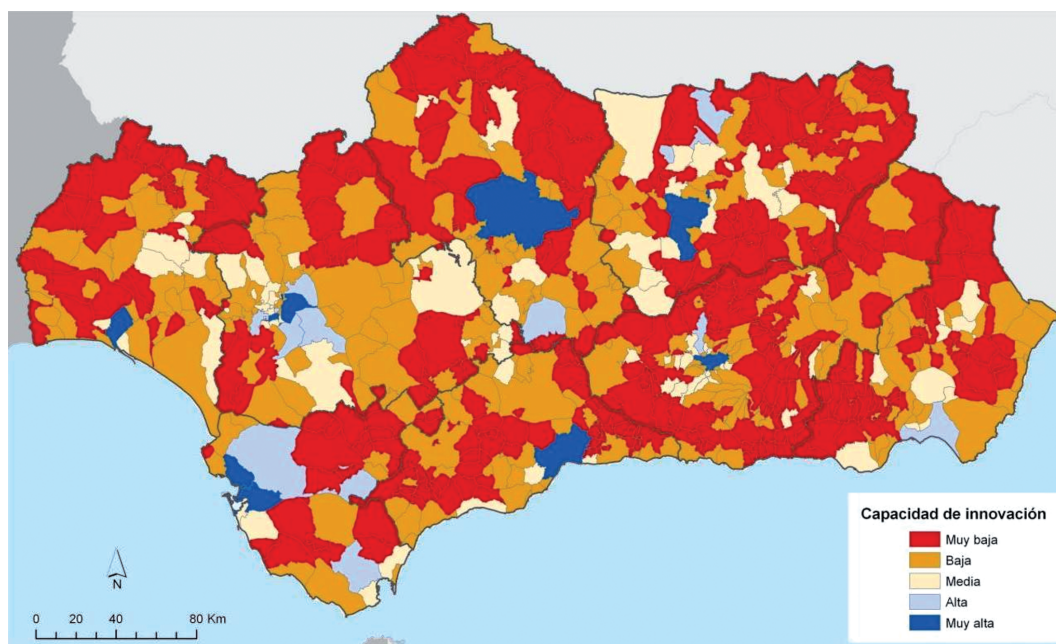 Capacidad de innovación
Muy baja
Baja
Media
Alta
Muy alta
N
0 20 40 80 Km